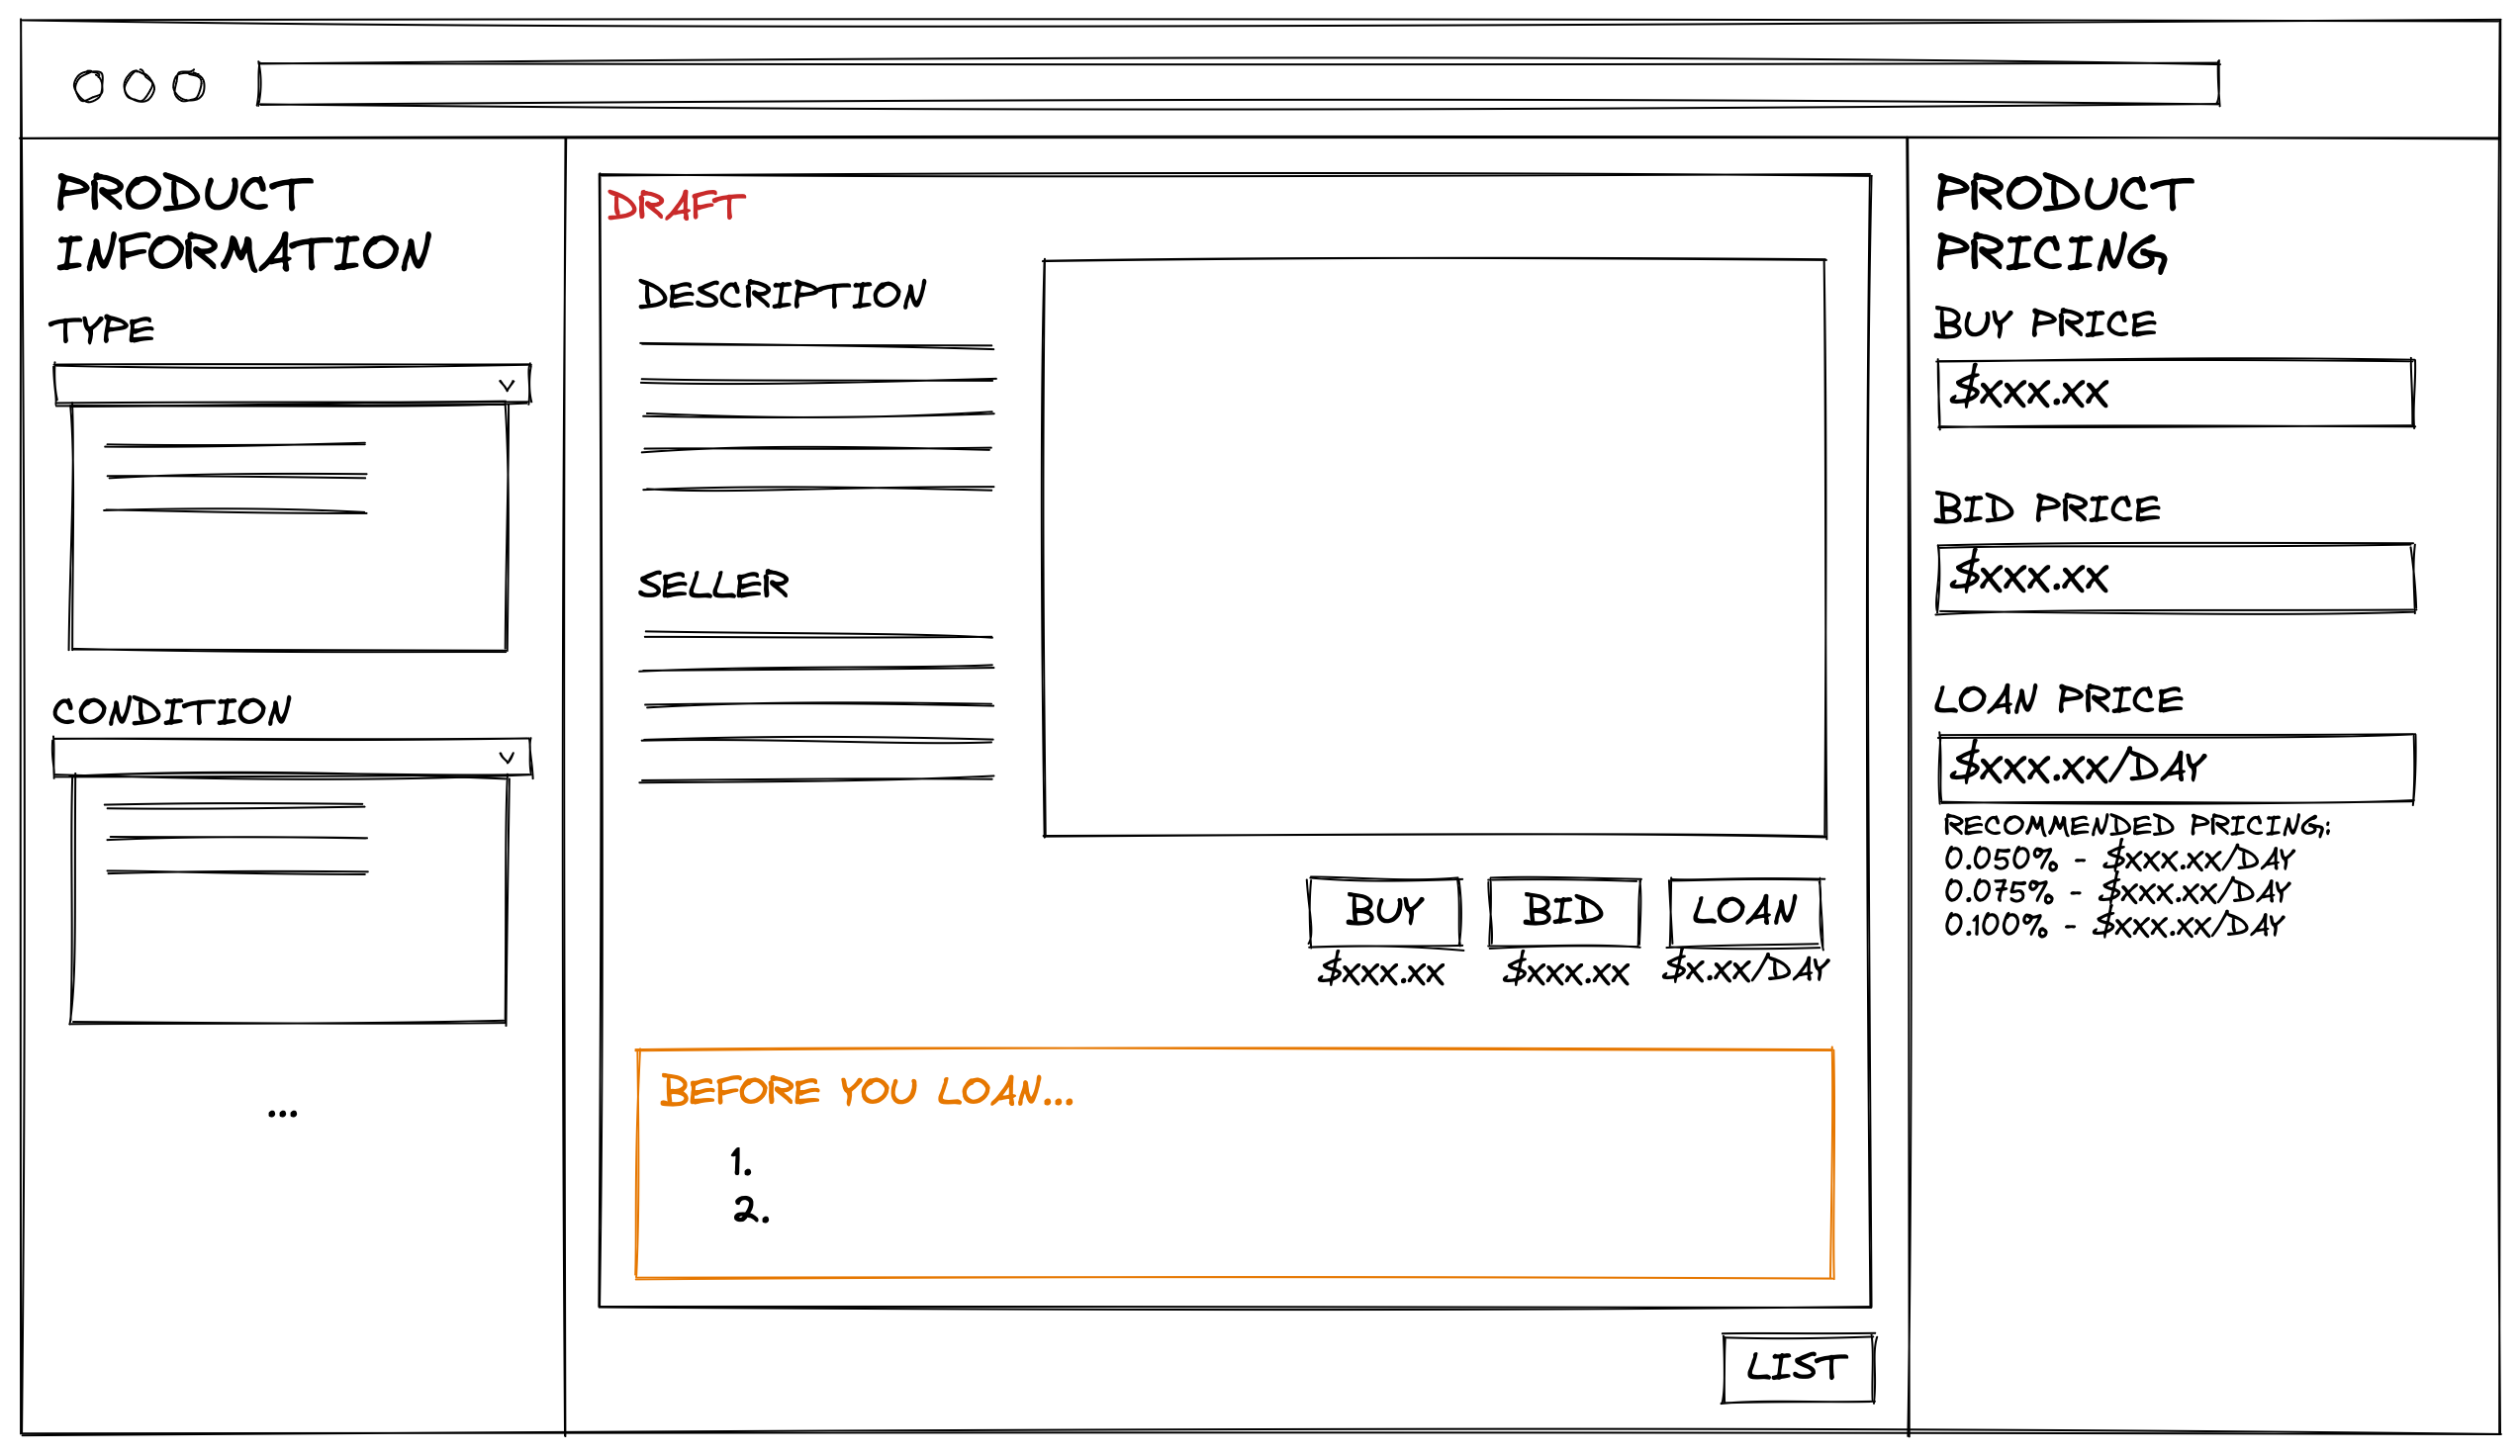 PRODUCT
INFORMATION
TYPE
CONDITION
...
DRAFT
DESCRIPTION
SELLER
BUY
BID
LOAN
$xxx.xx
$xxx.xx
$x.xx/DAY
BEFORE YOU LOAN...
1.
2.
LIST
PRODUCT
PRICING
BUY PRICE
$xxx.xx
BID PRICE
$xxx.xx
LOAN PRICE
$xxx.xx/DAY
RECOMMENDED PRICING:
0.050% - $xxx.xx/DAY
0.075% - $xxx.xx/DAY
0.100% - $xxx.xx/DAY